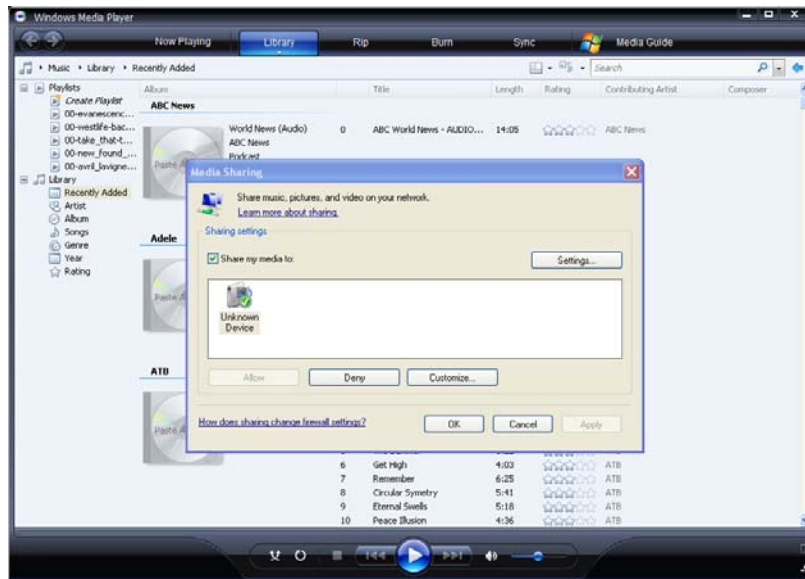 Windows Media Player
Now Playing
Library
Rip
Burn
Sync
Media Guide
Music • Library • Recently Added
Search
Playlists
Create Playlist
00-evanescenc...
00-westlife-bac...
00-take_that-t...
00-new_found_...
00-avril_lavigne...
Library
Recently Added
Artist
Album
Songs
Genre
Year
Rating
Album
Title
Length
Rating
Contributing Artist
Composer
ABC News
World News (Audio)
0
ABC World News - AUDIO...
14:05
ABC News
ABC News
Podcast
Paste A
Adele
Paste A
ATB
Paste A
Media Sharing
Share music, pictures, and video on your network.
Learn more about sharing.
Sharing settings
Share my media to:
Settings...
Unknown
Device
Allow
Deny
Customize...
How does sharing change firewall settings?
OK
Cancel
Apply
6 Get High 4:03 ATB
7 Remember 6:25 ATB
8 Circular Symetry 5:41 ATB
9 Eternal Swells 5:18 ATB
10 Peace Illusion 4:36 ATB